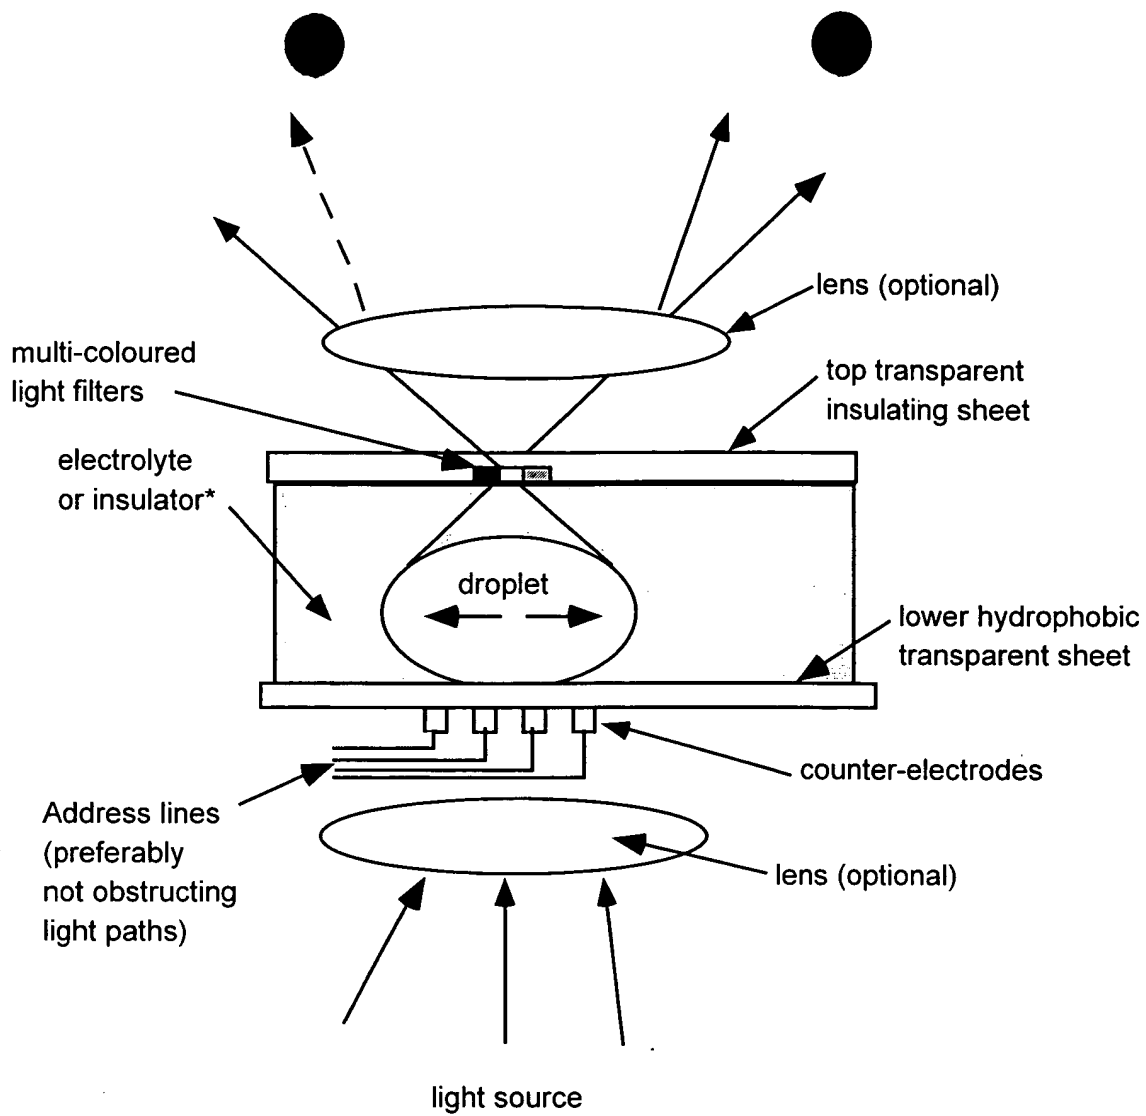 lens (optional)
multi-coloured
light filters
top transparent
insulating sheet
electrolyte
or insulator*
droplet
lower hydrophobic
transparent sheet
counter-electrodes
Address lines
(preferably
not obstructing
light paths)
lens (optional)
light source